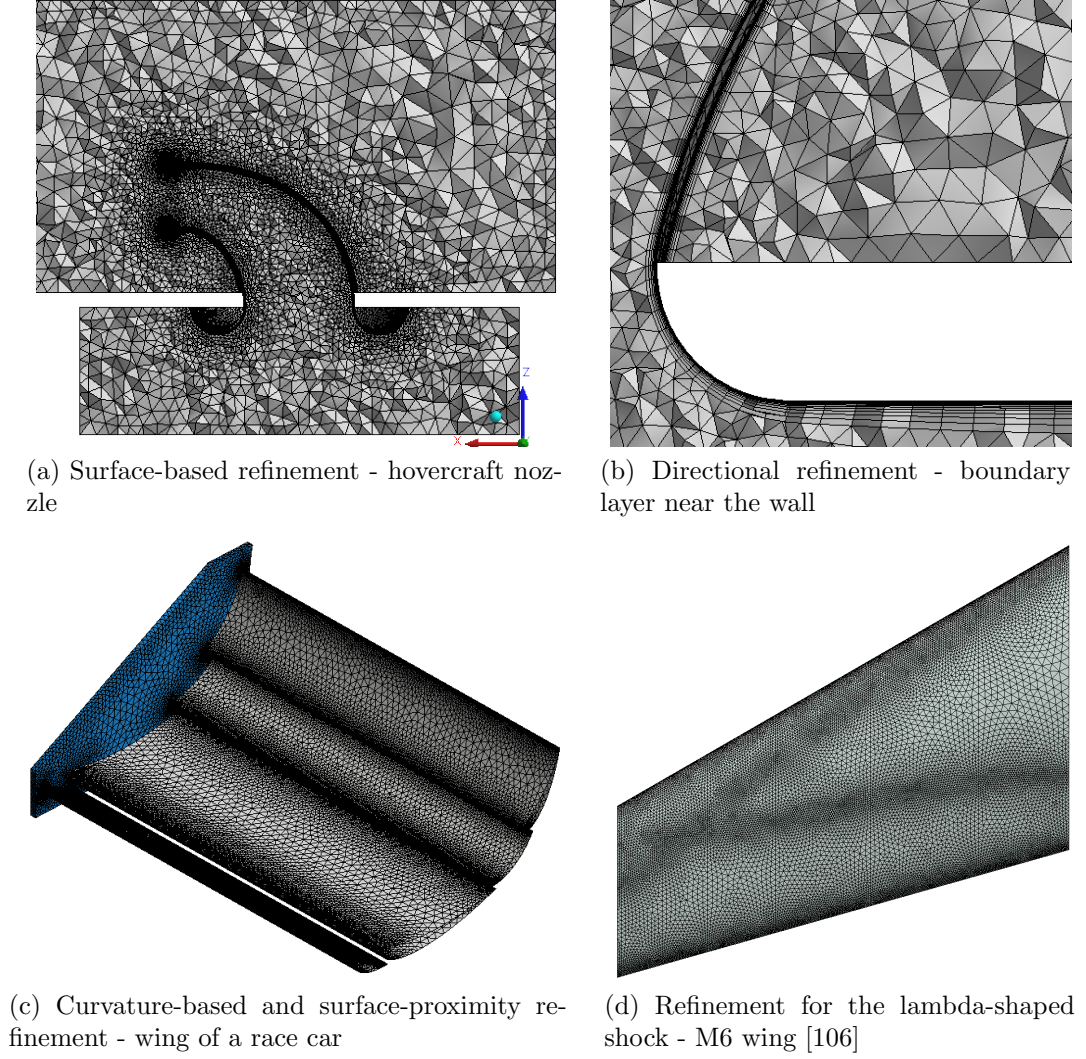 Z
X
(a) Surface-based refinement - hovercraft noz-
zle
(b) Directional refinement - boundary
layer near the wall
(c) Curvature-based and surface-proximity re-
finement - wing of a race car
(d) Refinement for the lambda-shaped
shock - M6 wing [106]